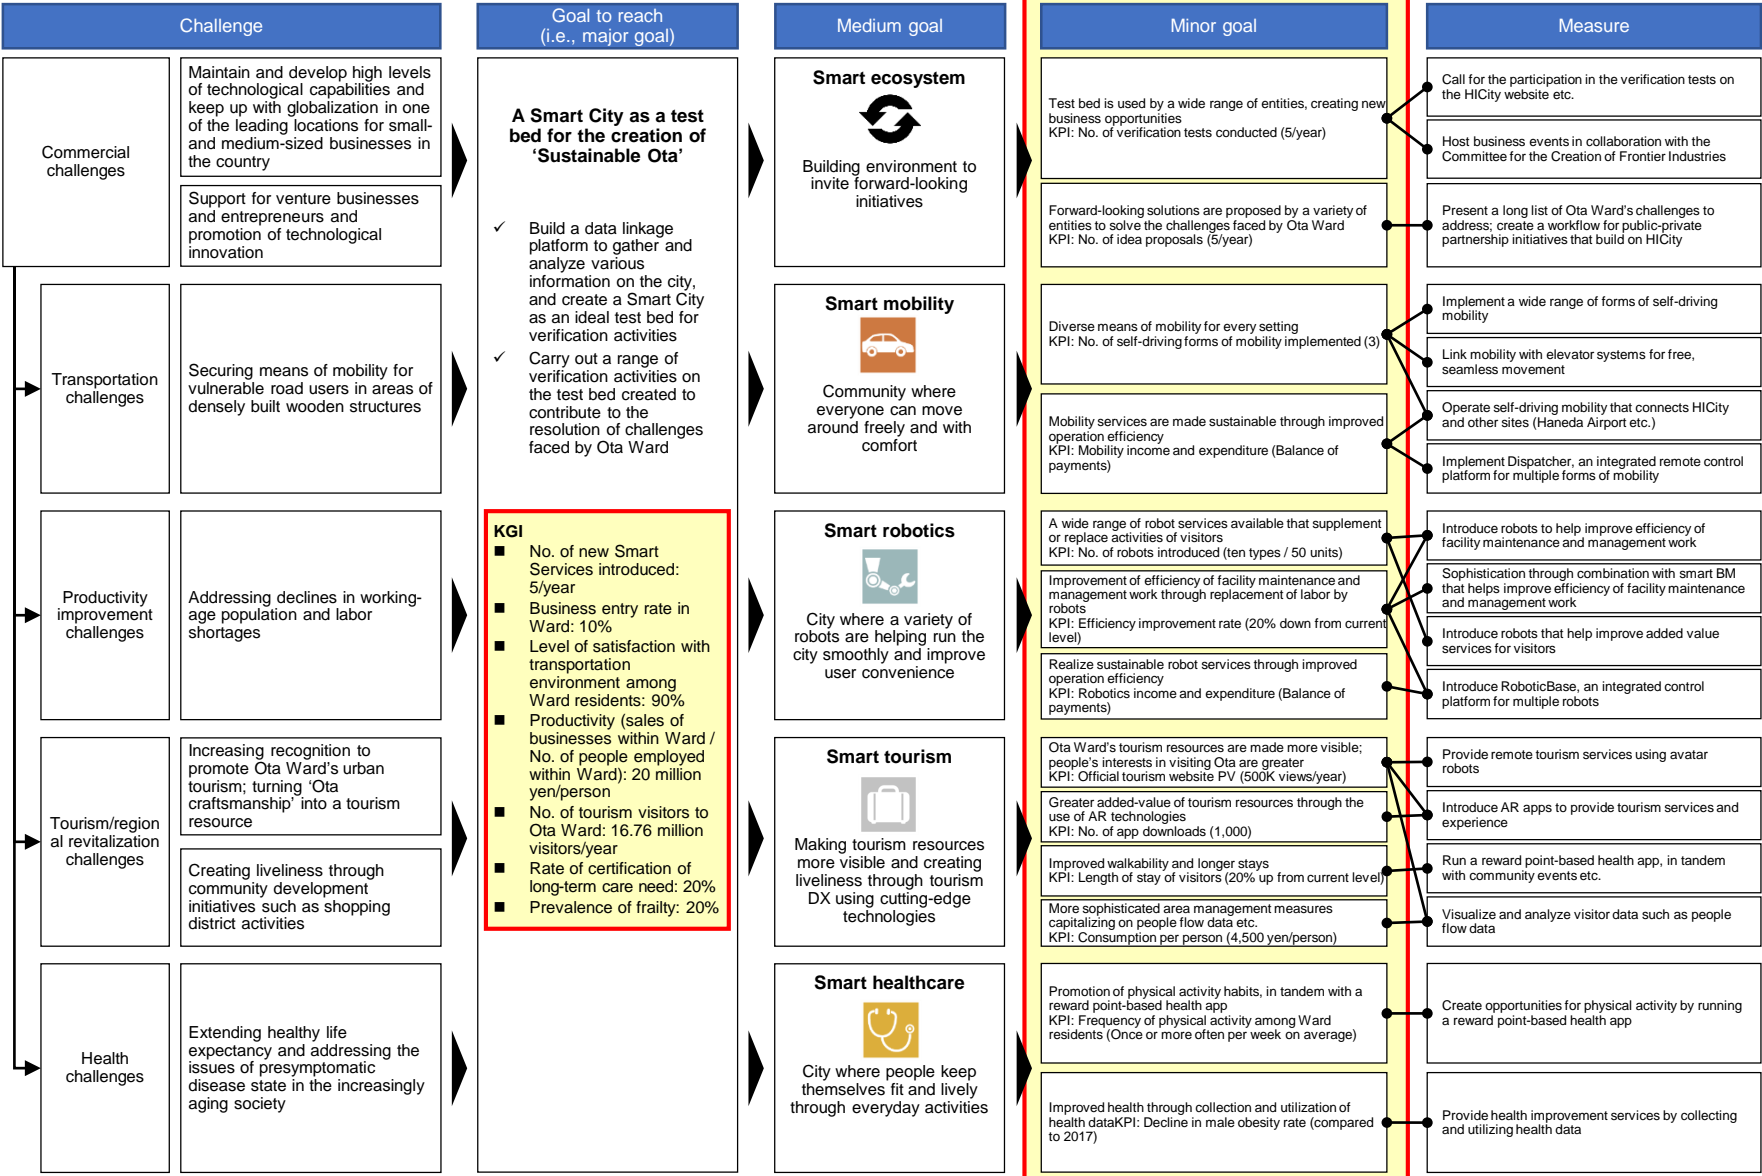 Challenge
Goal to reach
(i.e., major goal)
Medium goal
Minor goal
Measure
Commercial
challenges
Maintain and develop high levels
of technological capabilities and
keep up with globalization in one
of the leading locations for small-
and medium-sized businesses in
the country
Support for venture businesses
and entrepreneurs and
promotion of technological
innovation
Transportation
challenges
Securing means of mobility for
vulnerable road users in areas of
densely built wooden structures
Productivity
improvement
challenges
Addressing declines in working-
age population and labor
shortages
Tourism/region
al revitalization
challenges
Increasing recognition to
promote Ota Ward's urban
tourism; turning 'Ota
craftsmanship' into a tourism
resource
Creating liveliness through
community development
initiatives such as shopping
district activities
Health
challenges
Extending healthy life
expectancy and addressing the
issues of presymptomatic
disease state in the increasingly
aging society
A Smart City as a test
bed for the creation of
'Sustainable Ota'
✓ Build a data linkage
platform to gather and
analyze various
information on the city,
and create a Smart City
as an ideal test bed for
verification activities
✓ Carry out a range of
verification activities on
the test bed created to
contribute to the
resolution of challenges
faced by Ota Ward
KGI
■ No. of new Smart
Services introduced:
5/year
■ Business entry rate in
Ward: 10%
■ Level of satisfaction with
transportation
environment among
Ward residents: 90%
■ Productivity (sales of
businesses within Ward /
No. of people employed
within Ward): 20 million
yen/person
■ No. of tourism visitors to
Ota Ward: 16.76 million
visitors/year
■ Rate of certification of
long-term care need: 20%
■ Prevalence of frailty: 20%
Smart ecosystem
Building environment to
invite forward-looking
initiatives
Smart mobility
Community where
everyone can move
around freely and with
comfort
Smart robotics
City where a variety of
robots are helping run the
city smoothly and improve
user convenience
Smart tourism
Making tourism resources
more visible and creating
liveliness through tourism
DX using cutting-edge
technologies
Smart healthcare
City where people keep
themselves fit and lively
through everyday activities
Test bed is used by a wide range of entities, creating new
business opportunities
KPI: No. of verification tests conducted (5/year)
Forward-looking solutions are proposed by a variety of
entities to solve the challenges faced by Ota Ward
KPI: No. of idea proposals (5/year)
Diverse means of mobility for every setting
KPI: No. of self-driving forms of mobility implemented (3)
Mobility services are made sustainable through improved
operation efficiency
KPI: Mobility income and expenditure (Balance of
payments)
A wide range of robot services available that supplement
or replace activities of visitors
KPI: No. of robots introduced (ten types / 50 units)
Improvement of efficiency of facility maintenance and
management work through replacement of labor by
robots
KPI: Efficiency improvement rate (20% down from current
level)
Realize sustainable robot services through improved
operation efficiency
KPI: Robotics income and expenditure (Balance of
payments)
Ota Ward's tourism resources are made more visible;
people's interests in visiting Ota are greater
KPI: Official tourism website PV (500K views/year)
Greater added-value of tourism resources through the
use of AR technologies
KPI: No. of app downloads (1,000)
Improved walkability and longer stays
KPI: Length of stay of visitors (20% up from current level)
More sophisticated area management measures
capitalizing on people flow data etc.
KPI: Consumption per person (4,500 yen/person)
Promotion of physical activity habits, in tandem with a
reward point-based health app
KPI: Frequency of physical activity among Ward
residents (Once or more often per week on average)
Improved health through collection and utilization of
health dataKPI: Decline in male obesity rate (compared
to 2017)
Call for the participation in the verification tests on
the HICity website etc.
Host business events in collaboration with the
Committee for the Creation of Frontier Industries
Present a long list of Ota Ward's challenges to
address; create a workflow for public-private
partnership initiatives that build on HICity
Implement a wide range of forms of self-driving
mobility
Link mobility with elevator systems for free,
seamless movement
Operate self-driving mobility that connects HICity
and other sites (Haneda Airport etc.)
Implement Dispatcher, an integrated remote control
platform for multiple forms of mobility
Introduce robots to help improve efficiency of
facility maintenance and management work
Sophistication through combination with smart BM
that helps improve efficiency of facility maintenance
and management work
Introduce robots that help improve added value
services for visitors
Introduce RoboticBase, an integrated control
platform for multiple robots
Provide remote tourism services using avatar
robots
Introduce AR apps to provide tourism services and
experience
Run a reward point-based health app, in tandem
with community events etc.
Visualize and analyze visitor data such as people
flow data
Create opportunities for physical activity by running
a reward point-based health app
Provide health improvement services by collecting
and utilizing health data